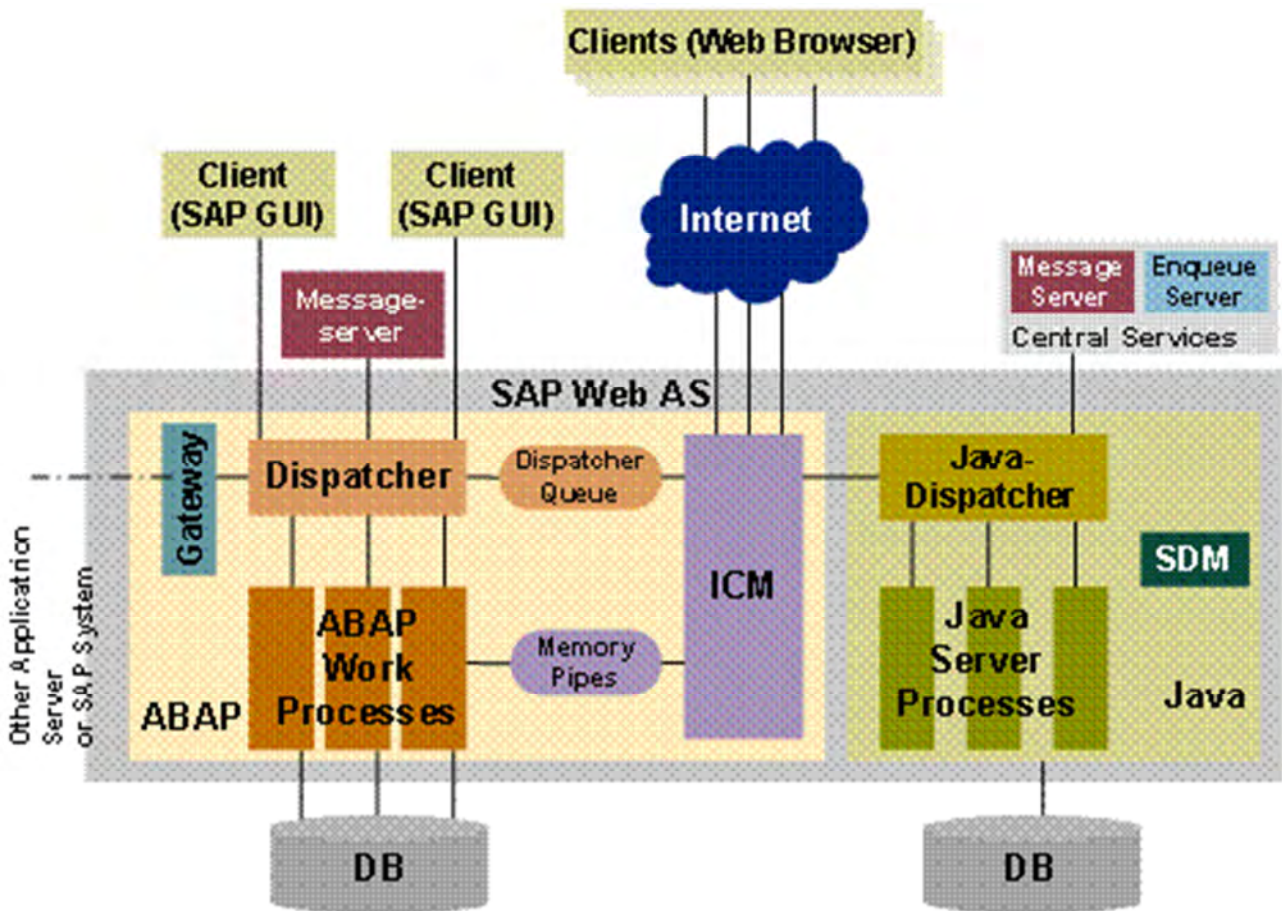 Clients (Web Browser)
Client
(SAP GUI)
Client
(SAP GUI)
Internet
Message-
server
Message
Server
Enqueue
Server
Central Services
SAP Web AS
Gateway
Dispatcher
Dispatcher
Queue
Java-
Dispatcher
SDM
ICM
ABAP
Work
Processes
Memory
Pipes
Java
Server
Processes
ABAP
Java
Other Applicatrion
Server
or SAP System
DB
DB